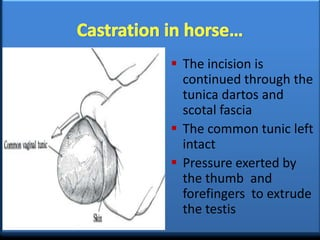 Castration in horse...
▪ The incision is
continued through the
tunica dartos and
scotal fascia
▪ The common tunic left
intact
▪ Pressure exerted by
the thumb and
forefingers to extrude
the testis
Common vaginal tunic
Skin